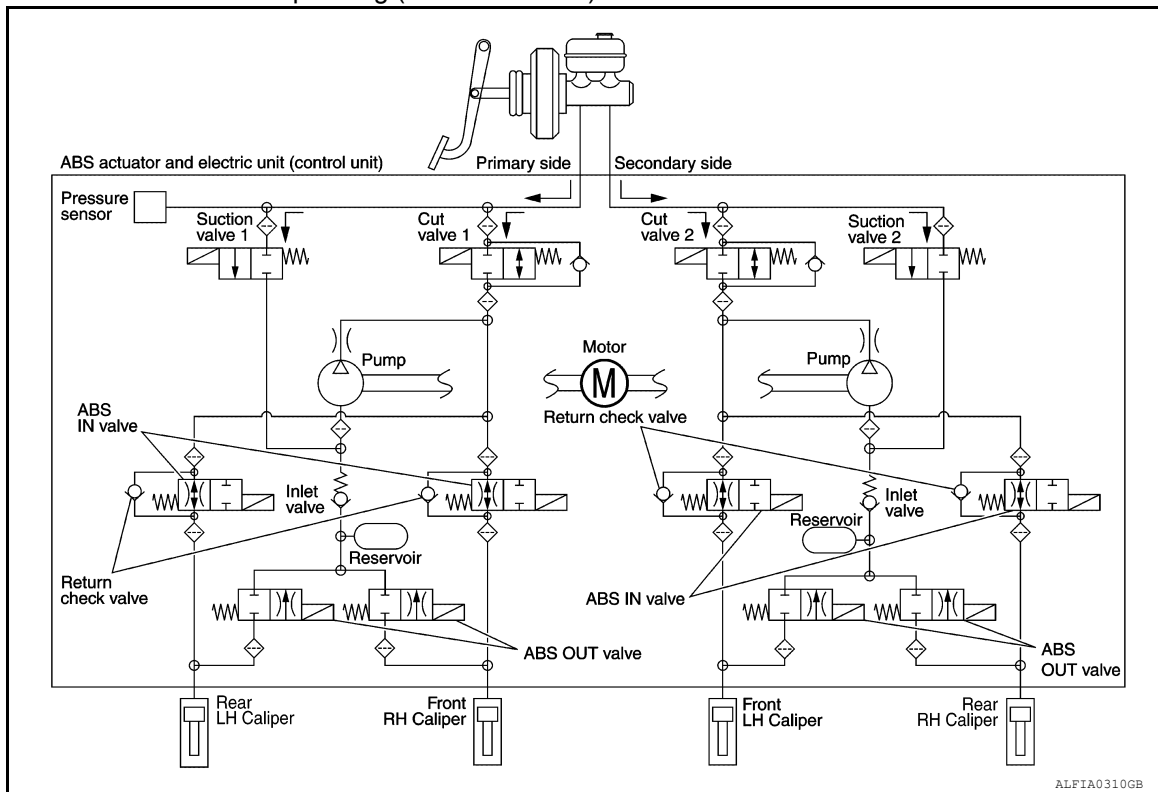 ABS actuator and electric unit (control unit)
Primary side
Secondary side
Pressure
sensor
Suction
valve 1
Cut
valve 1
Cut
valve 2
Suction
valve 2
Pump
Motor
M
Pump
Return check valve
ABS
IN valve
Inlet
valve
Reservoir
Inlet
valve
Reservoir
Return
check valve
ABS IN valve
ABS OUT valve
ABS
OUT valve
Rear
LH Caliper
Front
RH Caliper
Front
LH Caliper
Rear
RH Caliper
ALFIA0310GB